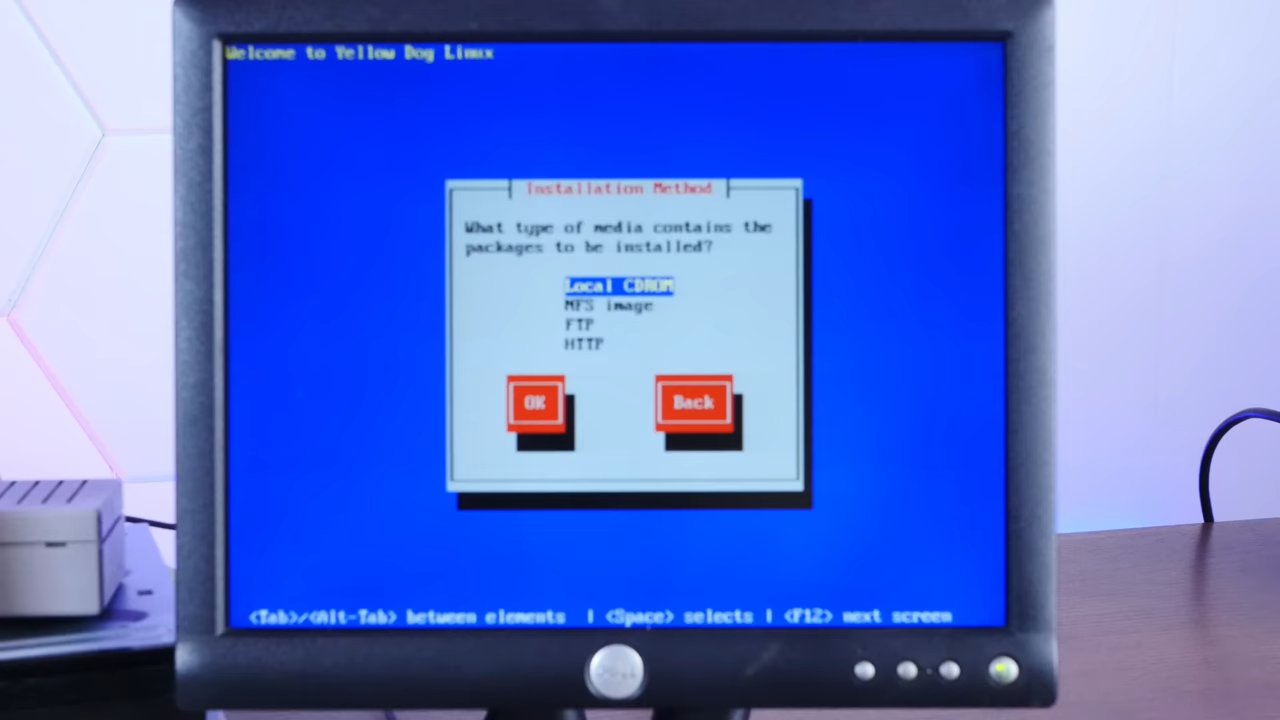 Welcome to Yellow Dog Linux
Installation Method
What type of media contains the
packages to be installed?
Local CDROM
NFS image
FTP
HTTP
OK
Back
<Tab>/<Alt-Tab> between elements | <Space> selects | <F12> next screen